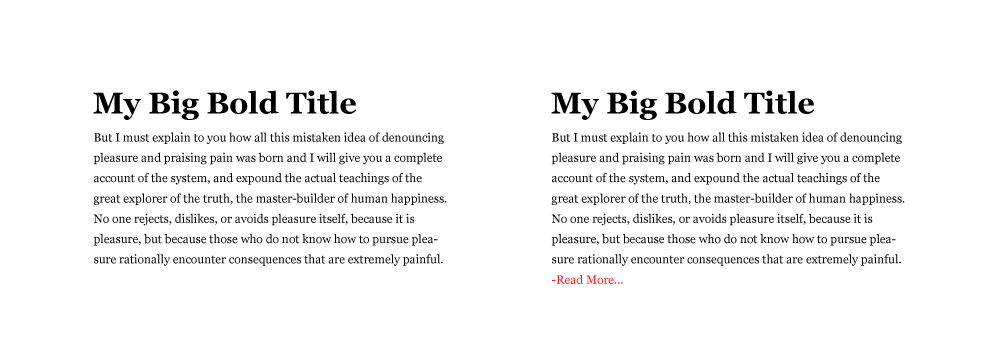 My Big Bold Title
But I must explain to you how all this mistaken idea of denouncing
pleasure and praising pain was born and I will give you a complete
account of the system, and expound the actual teachings of the
great explorer of the truth, the master-builder of human happiness.
No one rejects, dislikes, or avoids pleasure itself, because it is
pleasure, but because those who do not know how to pursue plea-
sure rationally encounter consequences that are extremely painful.
My Big Bold Title
But I must explain to you how all this mistaken idea of denouncing
pleasure and praising pain was born and I will give you a complete
account of the system, and expound the actual teachings of the
great explorer of the truth, the master-builder of human happiness.
No one rejects, dislikes, or avoids pleasure itself, because it is
pleasure, but because those who do not know how to pursue plea-
sure rationally encounter consequences that are extremely painful.
-Read More...